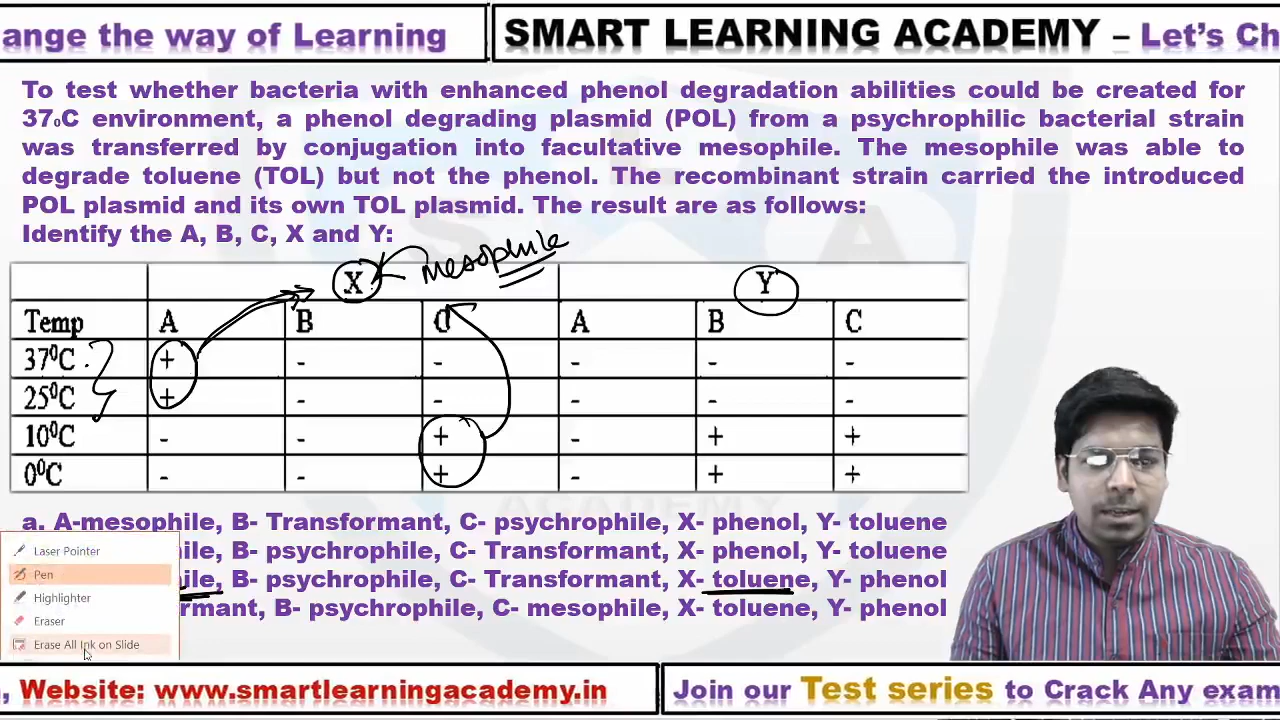 ange the way of Learning
SMART LEARNING ACADEMY – Let's Ch
To test whether bacteria with enhanced phenol degradation abilities could be created for
37₀C environment, a phenol degrading plasmid (POL) from a psychrophilic bacterial strain
was transferred by conjugation into facultative mesophile. The mesophile was able to
degrade toluene (TOL) but not the phenol. The recombinant strain carried the introduced
POL plasmid and its own TOL plasmid. The result are as follows:
Identify the A, B, C, X and Y:
mesophile
X Y
Temp A B C A B C
37⁰C + - - - - -
25⁰C + - - - - -
10⁰C - - + - + +
0⁰C - - + - + +
a. A-mesophile, B- Transformant, C- psychrophile, X- phenol, Y- toluene
ile, B- psychrophile, C- Transformant, X- phenol, Y- toluene
ile, B- psychrophile, C- Transformant, X- toluene, Y- phenol
rmant, B- psychrophile, C- mesophile, X- toluene, Y- phenol
Laser Pointer
Pen
Highlighter
Eraser
Erase All Ink on Slide
, Website: www.smartlearningacademy.in
Join our Test series to Crack Any exam